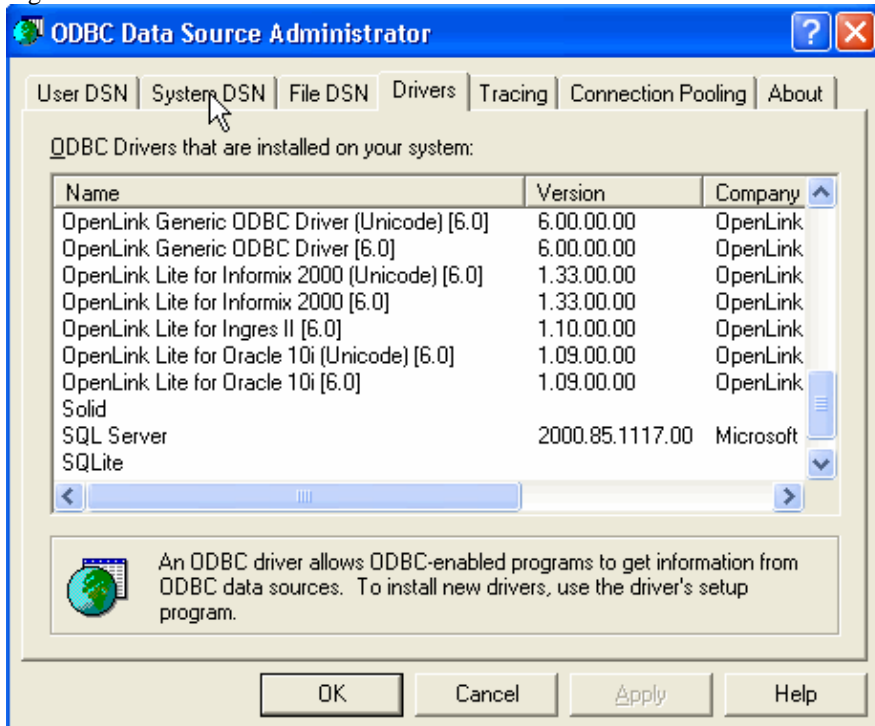 ODBC Data Source Administrator
User DSN System DSN File DSN Drivers Tracing Connection Pooling About
ODBC Drivers that are installed on your system:
Name Version Company
OpenLink Generic ODBC Driver (Unicode) [6.0] 6.00.00.00 OpenLink
OpenLink Generic ODBC Driver [6.0] 6.00.00.00 OpenLink
OpenLink Lite for Informix 2000 (Unicode) [6.0] 1.33.00.00 OpenLink
OpenLink Lite for Informix 2000 [6.0] 1.33.00.00 OpenLink
OpenLink Lite for Ingres II [6.0] 1.10.00.00 OpenLink
OpenLink Lite for Oracle 10i (Unicode) [6.0] 1.09.00.00 OpenLink
OpenLink Lite for Oracle 10i [6.0] 1.09.00.00 OpenLink
Solid
SQL Server 2000.85.1117.00 Microsoft
SQLite
An ODBC driver allows ODBC-enabled programs to get information from
ODBC data sources. To install new drivers, use the driver's setup
program.
OK Cancel Apply Help